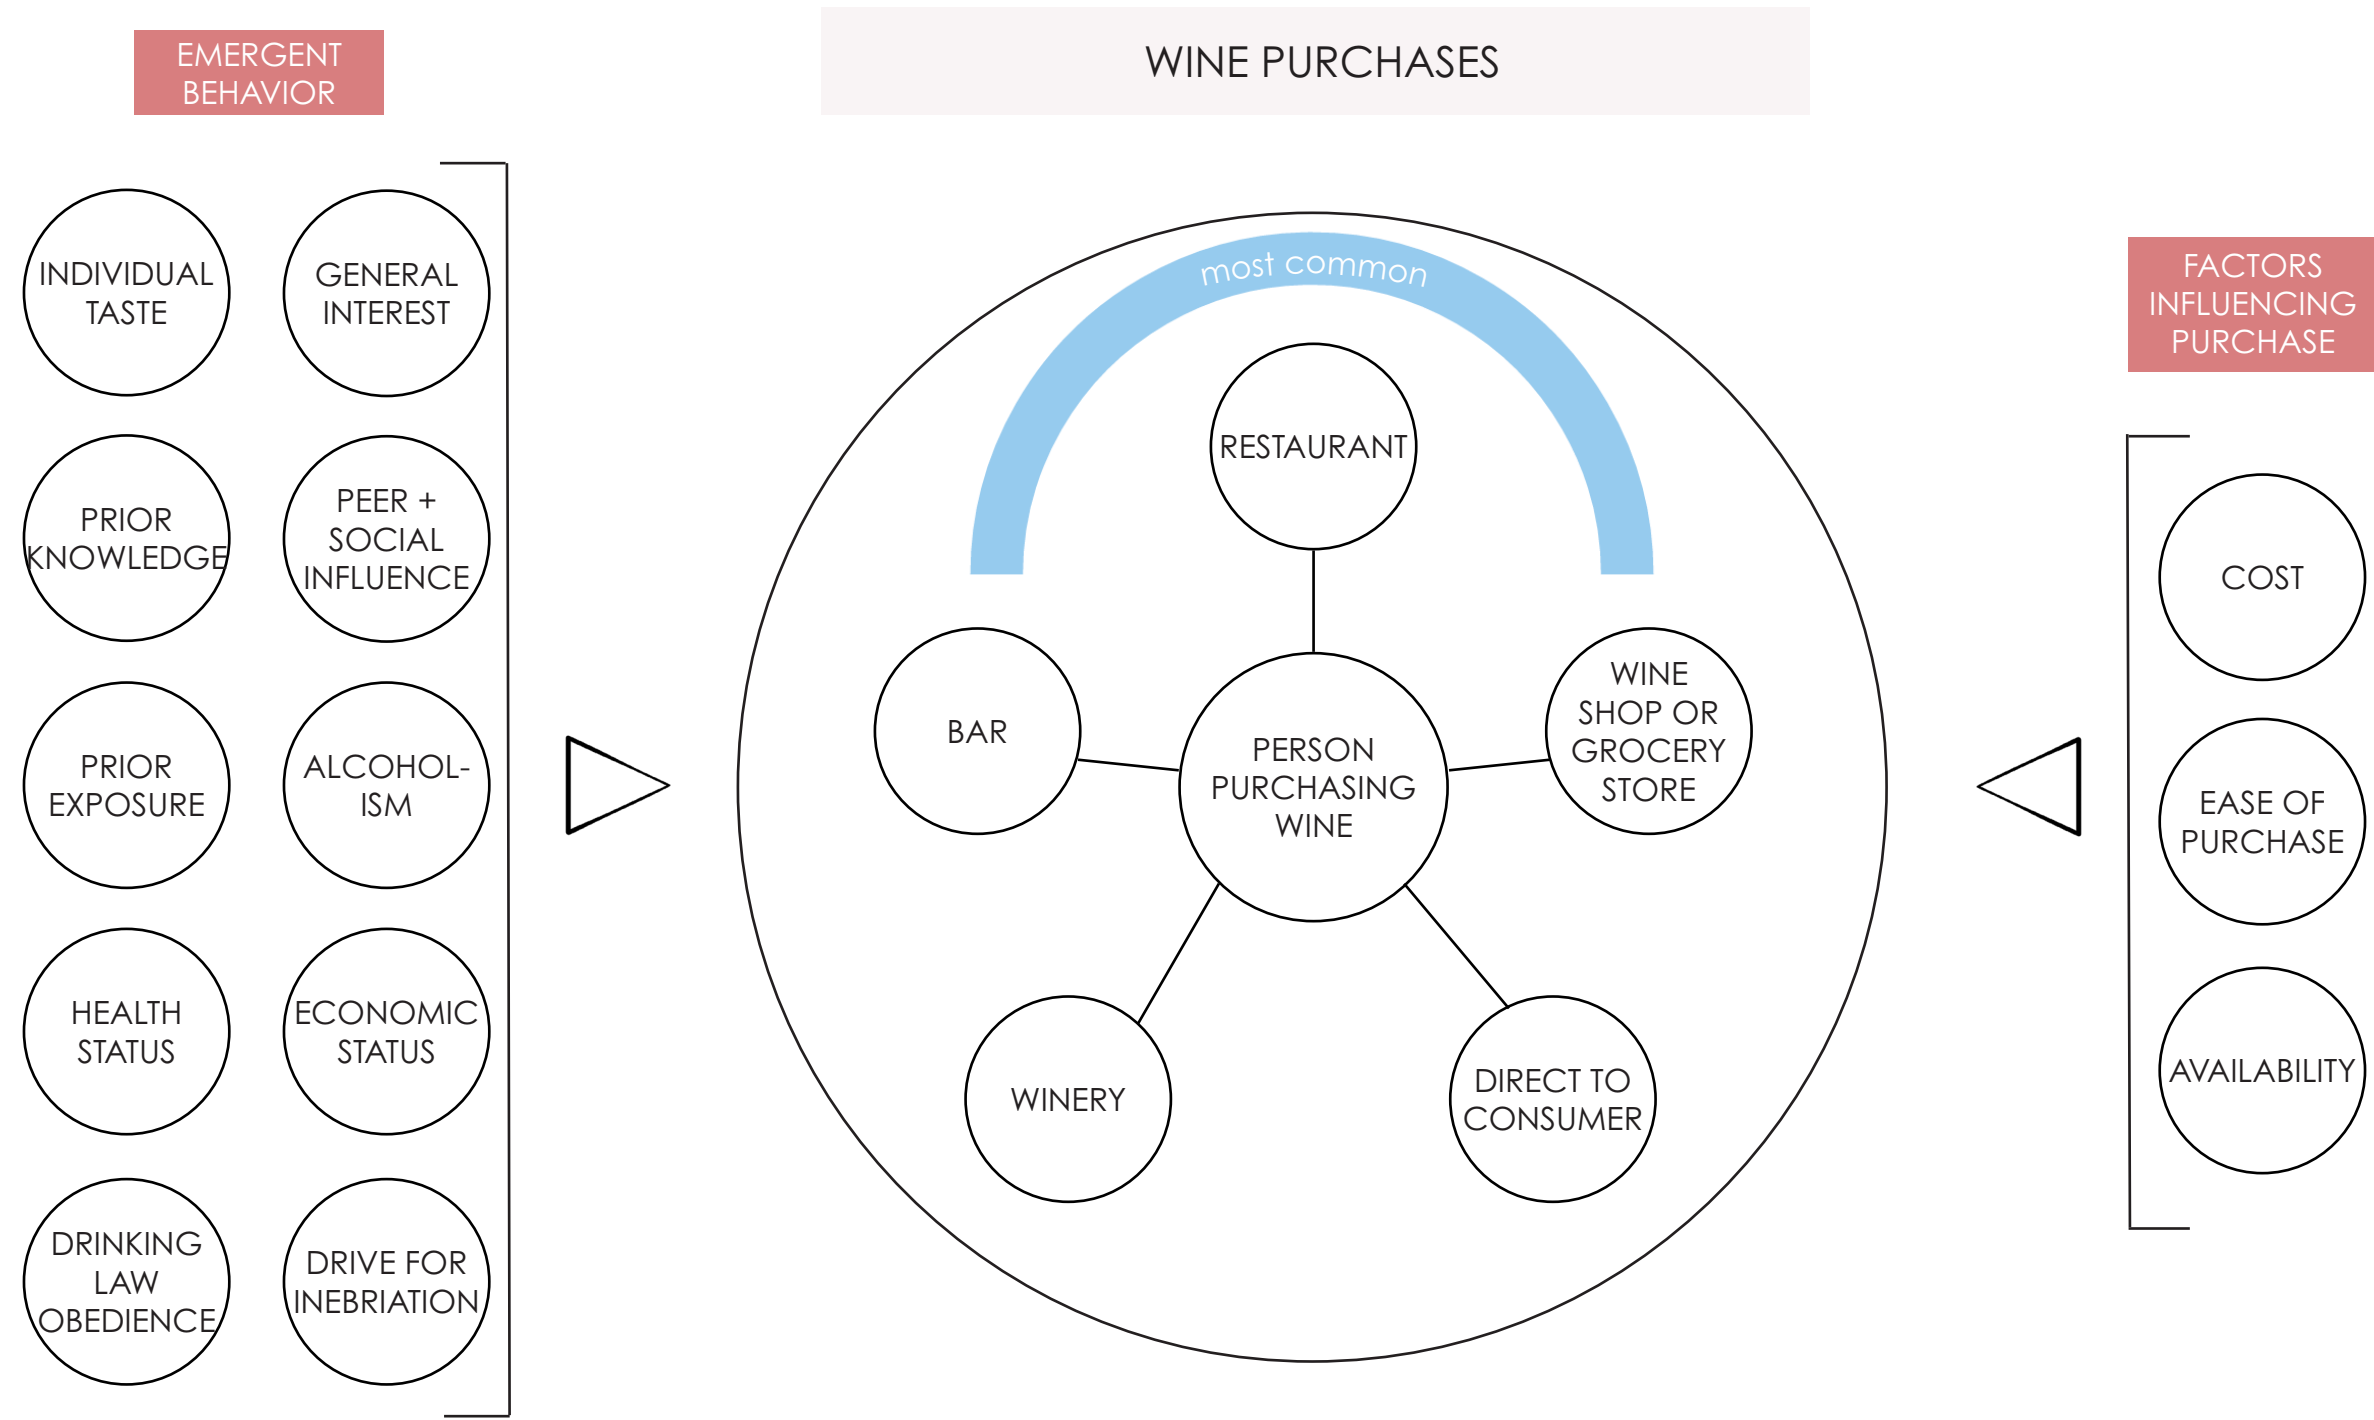 EMERGENT
BEHAVIOR
WINE PURCHASES
INDIVIDUAL
TASTE
GENERAL
INTEREST
PRIOR
KNOWLEDGE
PEER +
SOCIAL
INFLUENCE
PRIOR
EXPOSURE
ALCOHOL-
ISM
HEALTH
STATUS
ECONOMIC
STATUS
DRINKING
LAW
OBEDIENCE
DRIVE FOR
INEBRIATION
most common
RESTAURANT
BAR
PERSON
PURCHASING
WINE
WINE
SHOP OR
GROCERY
STORE
WINERY
DIRECT TO
CONSUMER
FACTORS
INFLUENCING
PURCHASE
COST
EASE OF
PURCHASE
AVAILABILITY